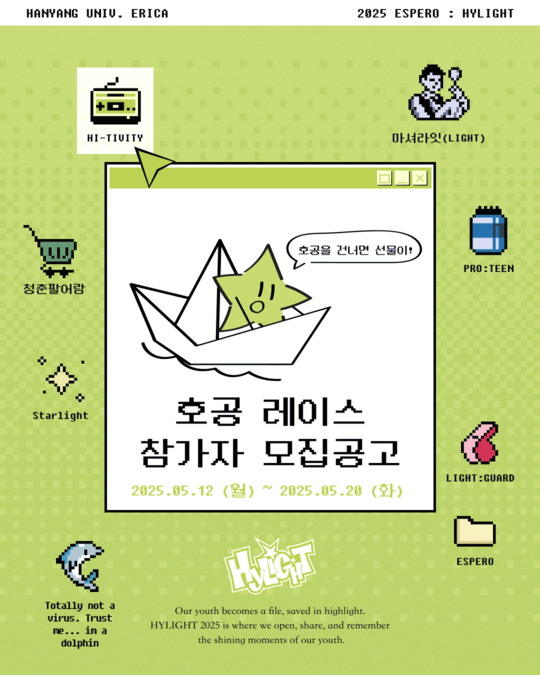 HANYANG UNIV. ERICA
2025 ESPERO : HYLIGHT
HI-TIVITY
마셔라잇(LIGHT)
호공을 건너면 선물이!
청춘팔어람
PRO:TEEN
Starlight
호공 레이스
참가자 모집공고
2025.05.12 (월) ~ 2025.05.20 (화)
LIGHT:GUARD
ESPERO
HYLIGHT
Totally not a
virus. Trust
me... im a
dolphin
Our youth becomes a file, saved in highlight.
HYLIGHT 2025 is where we open, share, and remember
the shining moments of our youth.